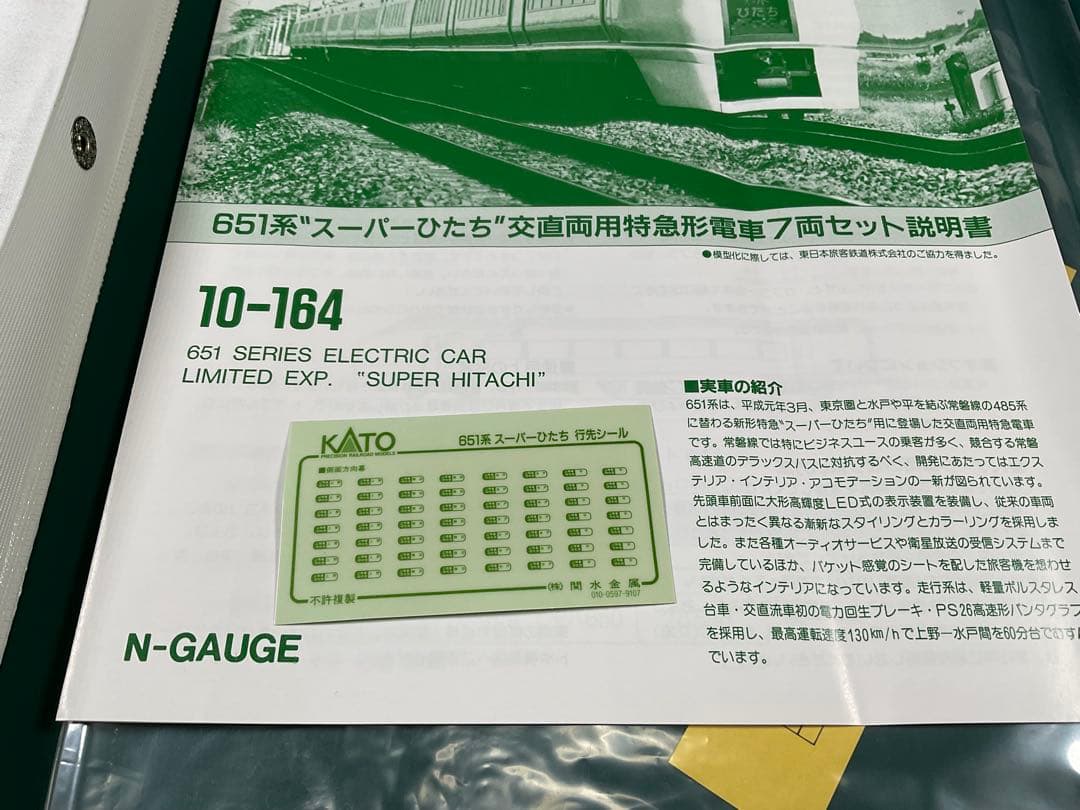 ひたち
651系“スーパーひたち”交直両用特急形電車7両セット説明書
●模型化に際しては、東日本旅客鉄道株式会社のご協力を得ました。
10-164
651 SERIES ELECTRIC CAR
LIMITED EXP. “SUPER HITACHI”
KATO
PRECISION RAILROAD MODELS
651系 スーパーひたち 行先シール
■側面方向幕
(株) 関水金属
010-0597-9107
不許複製
N-GAUGE
■実車の紹介
651系は、平成元年3月、東京圏と水戸や平を結ぶ常磐線の485系
に替わる新形特急“スーパーひたち”用に登場した交直両用特急電車
です。常磐線では特にビジネスユースの乗客が多く、競合する常磐
高速道のデラックスバスに対抗するべく、開発にあたってはエクス
テリア・インテリア・アコモデーションの一新が図られています。
先頭車前面に大形高輝度LED式の表示装置を装備し、従来の車両
とはまったく異なる漸新なスタイリングとカラーリングを採用しま
した。また各種オーディオサービスや衛星放送の受信システムまで
完備しているほか、バケット感覚のシートを配した旅客機を想わせ
るようなインテリアになっています。走行系は、軽量ボルスタレス
台車・交直流車初の電力回生ブレーキ・PS26高速形パンタグラフ
を採用し、最高運転速度130km/hで上野一水戸間を60分台で
でいます。